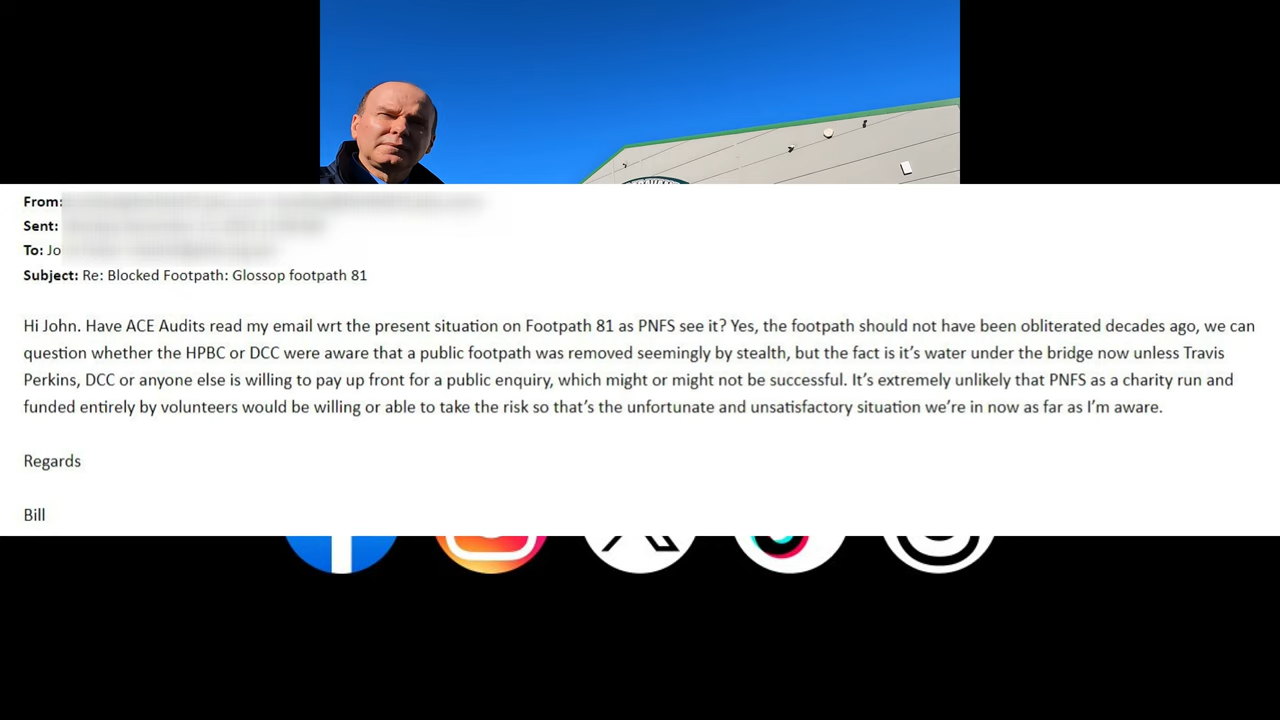 From:
Sent:
To: Jo
Subject: Re: Blocked Footpath: Glossop footpath 81
Hi John. Have ACE Audits read my email wrt the present situation on Footpath 81 as PNFS see it? Yes, the footpath should not have been obliterated decades ago, we can
question whether the HPBC or DCC were aware that a public footpath was removed seemingly by stealth, but the fact is it's water under the bridge now unless Travis
Perkins, DCC or anyone else is willing to pay up front for a public enquiry, which might or might not be successful. It's extremely unlikely that PNFS as a charity run and
funded entirely by volunteers would be willing or able to take the risk so that's the unfortunate and unsatisfactory situation we're in now as far as I'm aware.
Regards
Bill